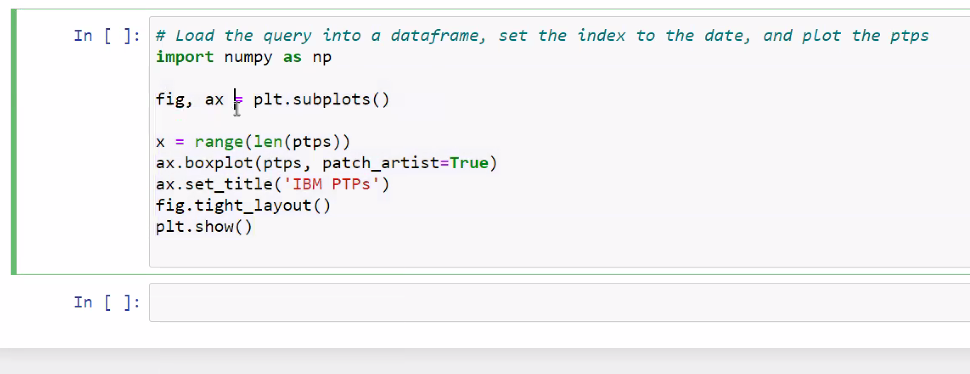 In [ ]: # Load the query into a dataframe, set the index to the date, and plot the ptps
import numpy as np
fig, ax = plt.subplots()
x = range(len(ptps))
ax.boxplot(ptps, patch_artist=True)
ax.set_title('IBM PTPs')
fig.tight_layout()
plt.show()
In [ ]: